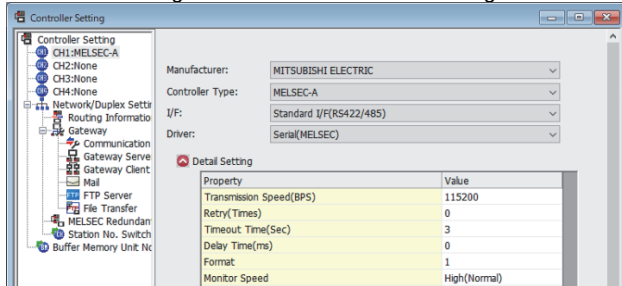 Controller Setting
Controller Setting
CH1:MELSEC-A
CH2:None
CH3:None
CH4:None
Network/Duplex Settin
Routing Informatio
Gateway
Communication
Gateway Serve
Gateway Client
Mail
FTP Server
File Transfer
MELSEC Redundan
Station No. Switch
Buffer Memory Unit No
Manufacturer: MITSUBISHI ELECTRIC
Controller Type: MELSEC-A
I/F: Standard I/F(RS422/485)
Driver: Serial(MELSEC)
Detail Setting
Property Value
Transmission Speed(BPS) 115200
Retry(Times) 0
Timeout Time(Sec) 3
Delay Time(ms) 0
Format 1
Monitor Speed High(Normal)